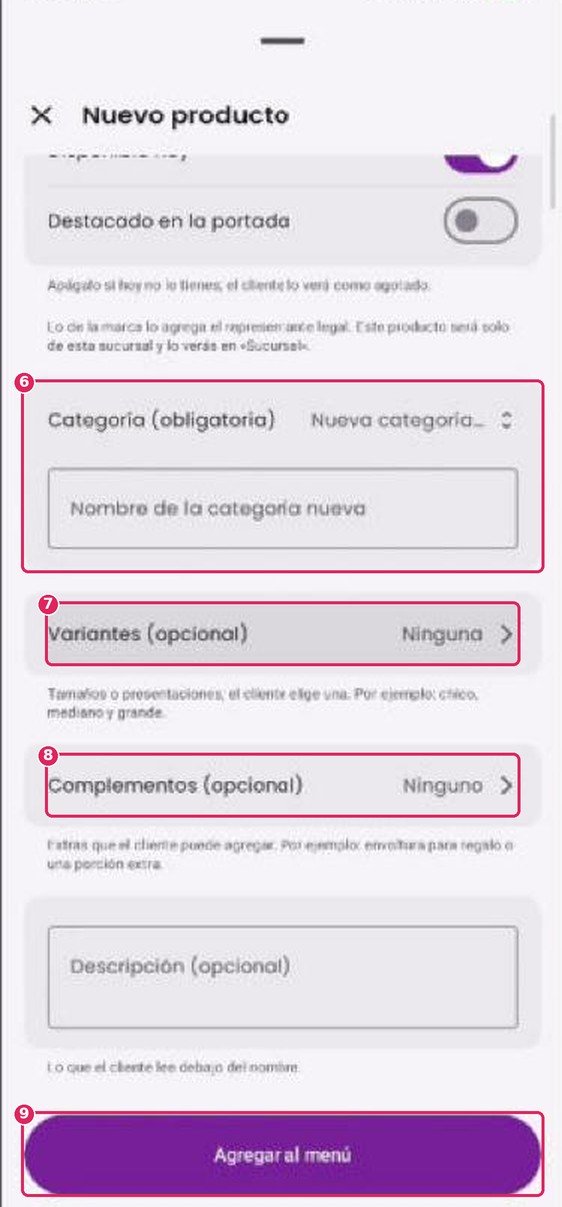 Nuevo producto
Disponible hoy
Destacado en la portada
Apágalo si hoy no lo tienes; el cliente lo verá como agotado.
Lo de la marca lo agrega el representante legal. Este producto será solo
de esta sucursal y lo verás en «Sucursal».
6
Categoría (obligatoria) Nueva categoría...
Nombre de la categoría nueva
7
Variantes (opcional) Ninguna
Tamaños o presentaciones; el cliente elige una. Por ejemplo: chico,
mediano y grande.
8
Complementos (opcional) Ninguno
Extras que el cliente puede agregar. Por ejemplo: envoltura para regalo o
una porción extra.
Descripción (opcional)
Lo que el cliente lee debajo del nombre.
9
Agregar al menú